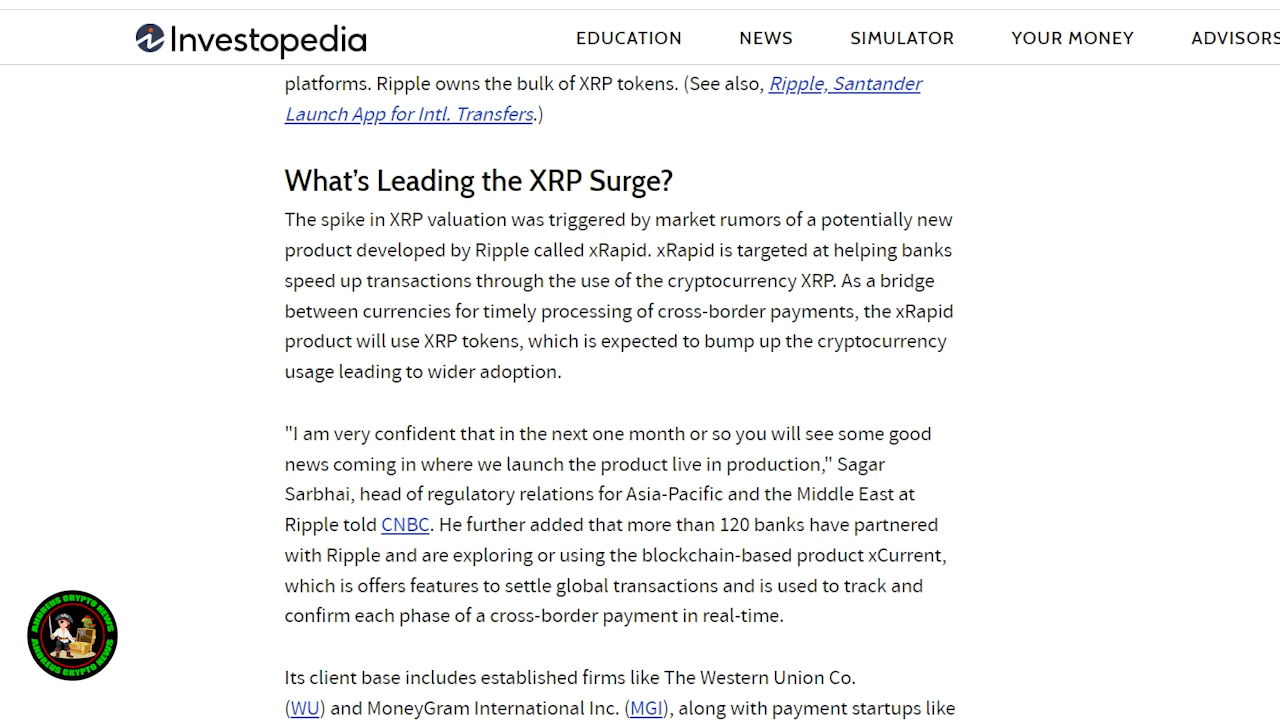 Investopedia
EDUCATION NEWS SIMULATOR YOUR MONEY ADVISORS
platforms. Ripple owns the bulk of XRP tokens. (See also, Ripple, Santander
Launch App for Intl. Transfers.)
What's Leading the XRP Surge?
The spike in XRP valuation was triggered by market rumors of a potentially new
product developed by Ripple called xRapid. xRapid is targeted at helping banks
speed up transactions through the use of the cryptocurrency XRP. As a bridge
between currencies for timely processing of cross-border payments, the xRapid
product will use XRP tokens, which is expected to bump up the cryptocurrency
usage leading to wider adoption.
"I am very confident that in the next one month or so you will see some good
news coming in where we launch the product live in production," Sagar
Sarbhai, head of regulatory relations for Asia-Pacific and the Middle East at
Ripple told CNBC. He further added that more than 120 banks have partnered
with Ripple and are exploring or using the blockchain-based product xCurrent,
which is offers features to settle global transactions and is used to track and
confirm each phase of a cross-border payment in real-time.
Its client base includes established firms like The Western Union Co.
(WU) and MoneyGram International Inc. (MGI), along with payment startups like
ANDREUS CRYPTO NEWS
ANDREUS CRYPTO NEWS